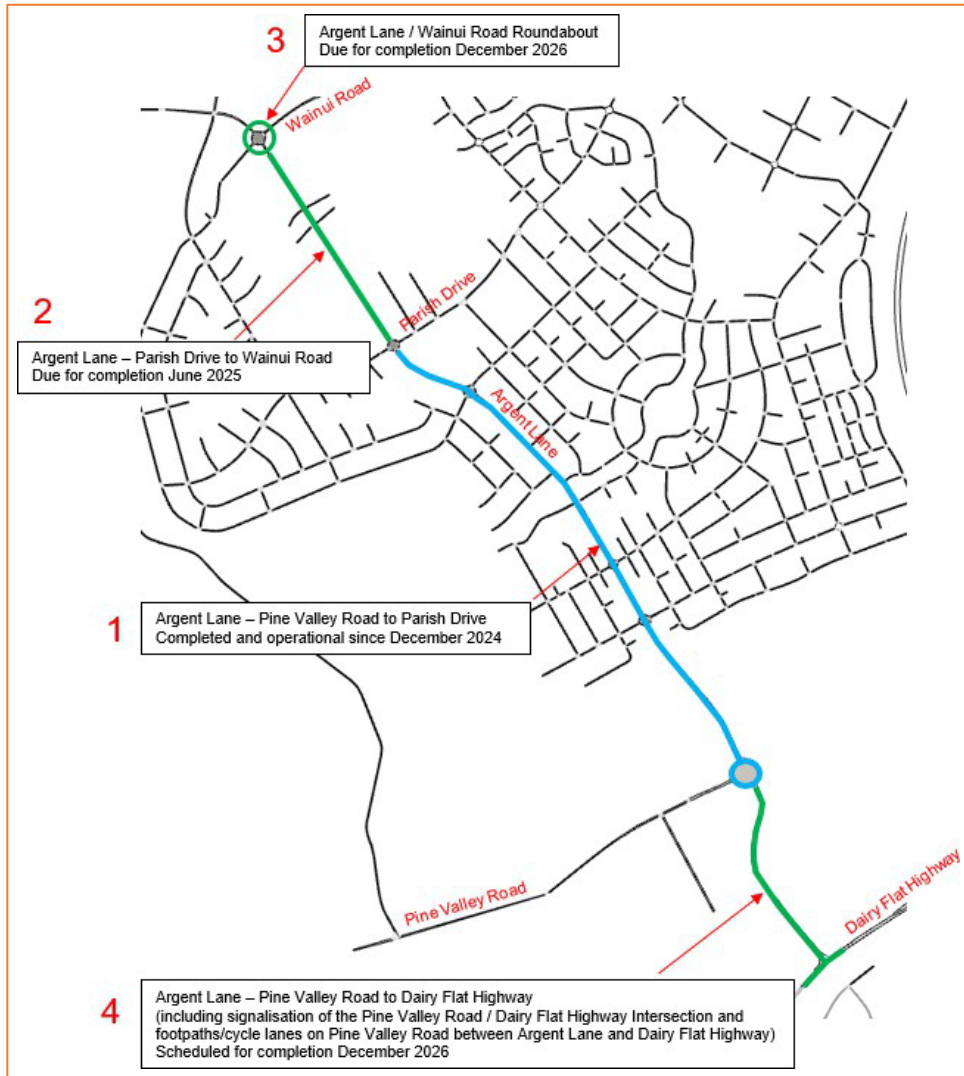 3
Argent Lane / Wainui Road Roundabout
Due for completion December 2026
Wainui Road
2
Parish Drive
Argent Lane – Parish Drive to Wainui Road
Due for completion June 2025
Argent Lane
1
Argent Lane – Pine Valley Road to Parish Drive
Completed and operational since December 2024
Pine Valley Road
Dairy Flat Highway
4
Argent Lane – Pine Valley Road to Dairy Flat Highway
(including signalisation of the Pine Valley Road / Dairy Flat Highway Intersection and
footpaths/cycle lanes on Pine Valley Road between Argent Lane and Dairy Flat Highway)
Scheduled for completion December 2026